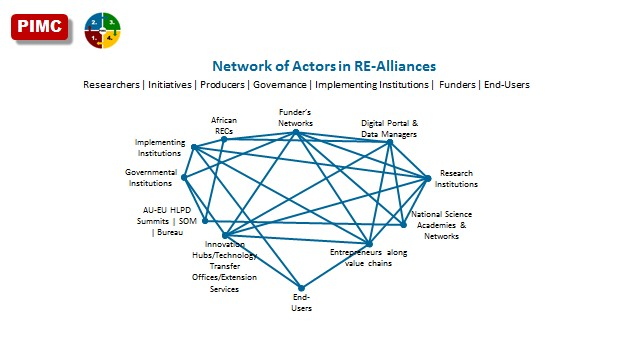 PIMC
2. 3.
1. 4.
Network of Actors in RE-Alliances
Researchers | Initiatives | Producers | Governance | Implementing Institutions | Funders | End-Users
Funder's
Networks
African
RECs
Digital Portal &
Data Managers
Implementing
Institutions
Governmental
Institutions
Research
Institutions
AU-EU HLPD
Summits | SOM
| Bureau
National Science
Academies &
Networks
Innovation
Hubs/Technology
Transfer
Offices/Extension
Services
Entrepreneurs along
value chains
End-
Users